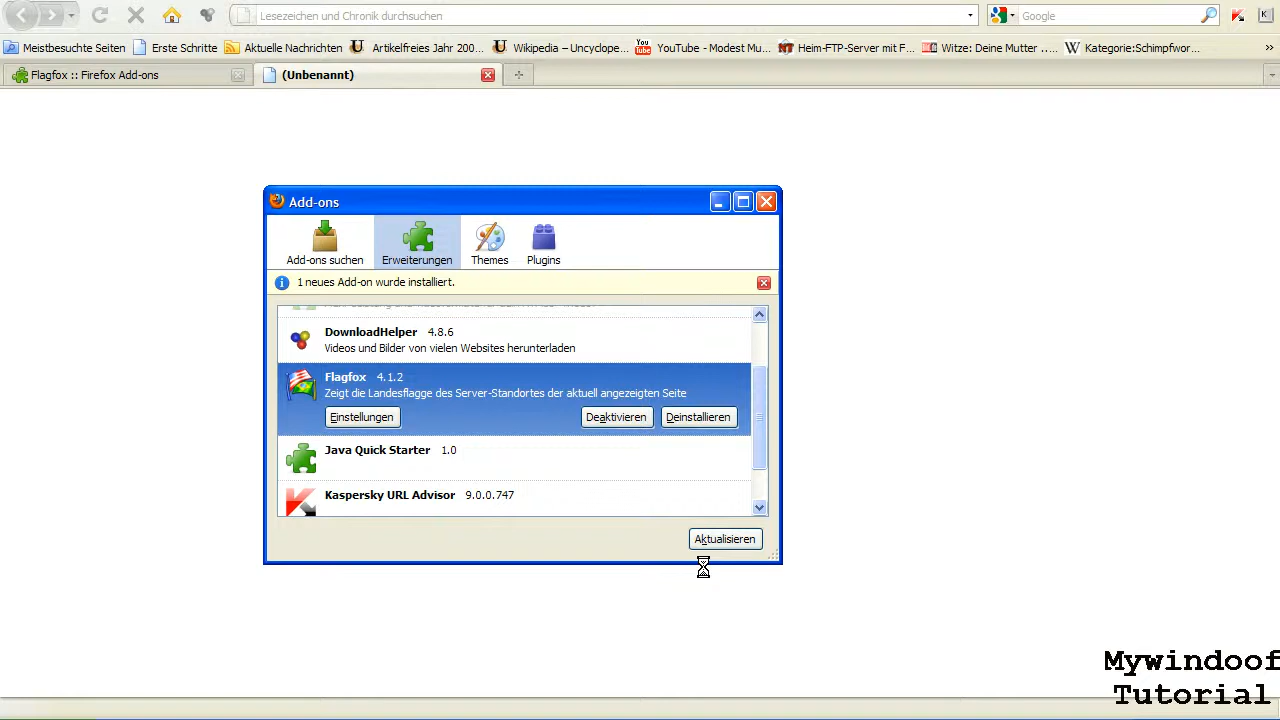 Lesezeichen und Chronik durchsuchen
Google
Meistbesuchte Seiten
Erste Schritte
Aktuelle Nachrichten
Artikelfreies Jahr 200...
Wikipedia – Uncyclope...
YouTube - Modest Mu...
Heim-FTP-Server mit F...
Witze: Deine Mutter ....
Kategorie:Schimpfwor...
Flagfox :: Firefox Add-ons
(Unbenannt)
Add-ons
Add-ons suchen
Erweiterungen
Themes
Plugins
1 neues Add-on wurde installiert.
DownloadHelper 4.8.6
Videos und Bilder von vielen Websites herunterladen
Flagfox 4.1.2
Zeigt die Landesflagge des Server-Standortes der aktuell angezeigten Seite
Einstellungen
Deaktivieren
Deinstallieren
Java Quick Starter 1.0
Kaspersky URL Advisor 9.0.0.747
Aktualisieren
Mywindoof
Tutorial